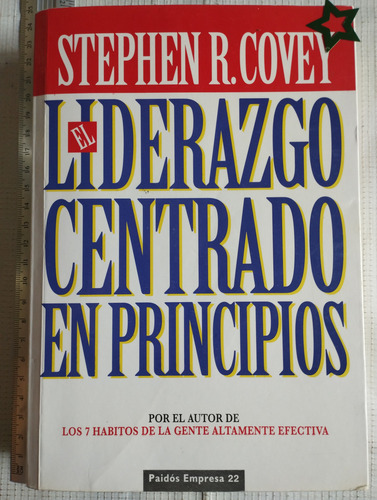 STEPHEN R. COVEY
EL
LIDERAZGO
CENTRADO
EN PRINCIPIOS
POR EL AUTOR DE
LOS 7 HABITOS DE LA GENTE ALTAMENTE EFECTIVA
Paidós Empresa 22